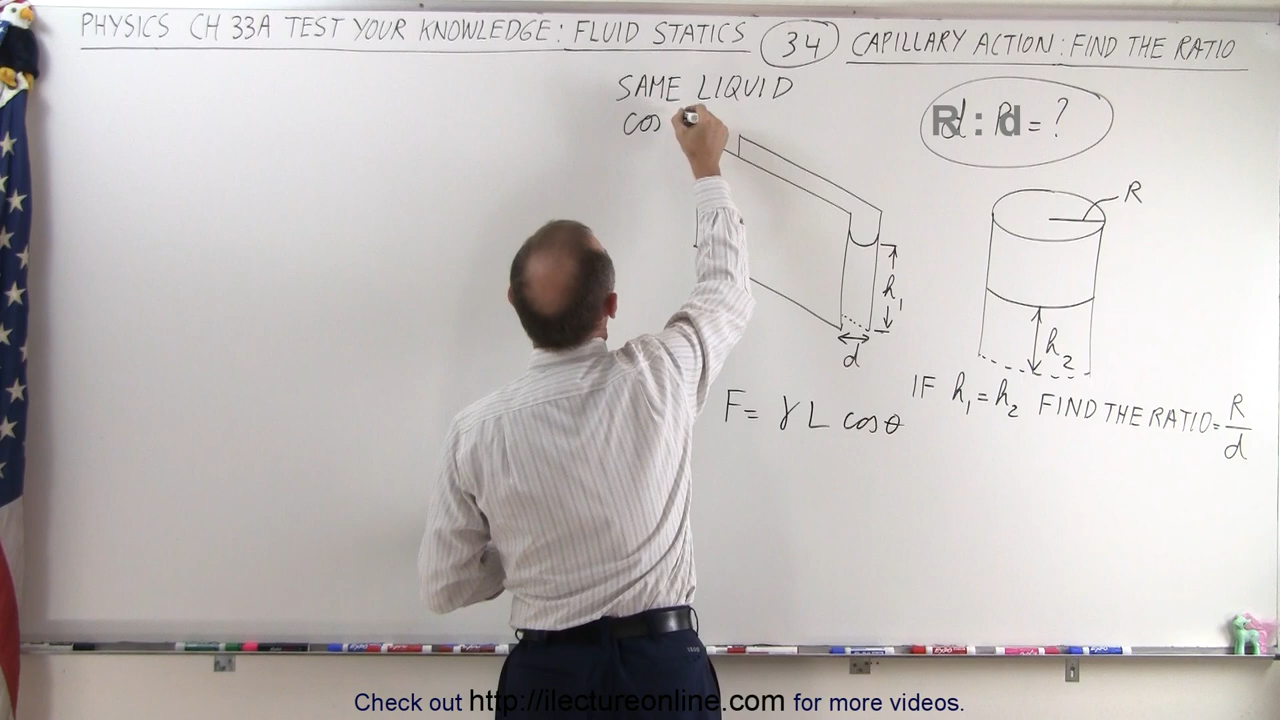 PHYSICS CH 33A TEST YOUR KNOWLEDGE: FLUID STATICS 34 CAPILLARY ACTION: FIND THE RATIO
SAME LIQUID
cos
R : d = ?
R
h₁
d
h₂
F = γ L cosθ
IF h₁ = h₂ FIND THE RATIO = R/d
Check out http://ilectureonline.com for more videos.